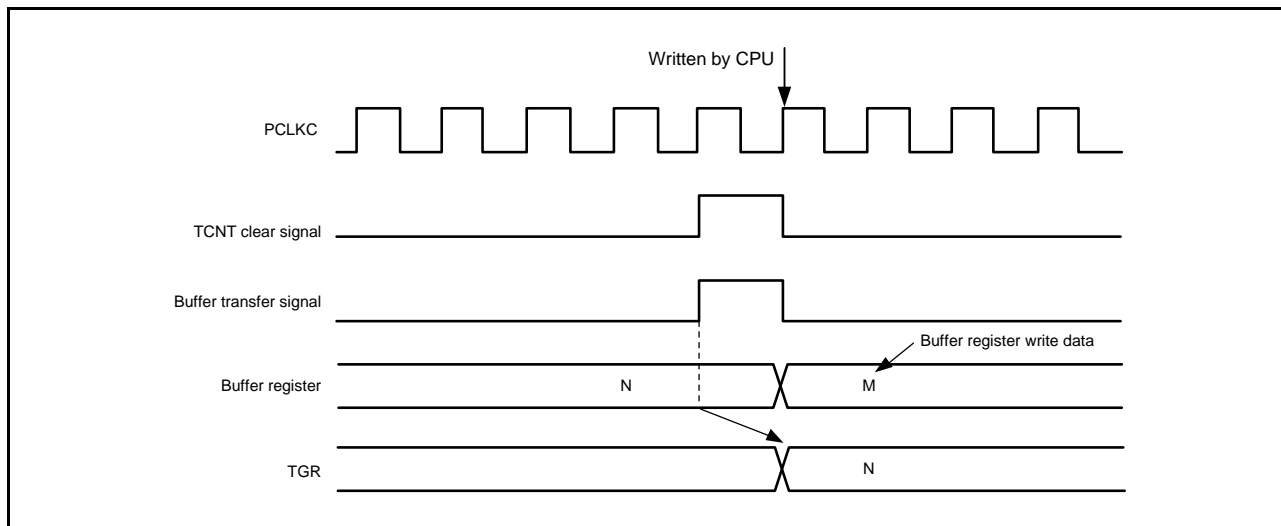 Written by CPU
PCLKC
TCNT clear signal
Buffer transfer signal
Buffer register write data
Buffer register
N
M
TGR
N